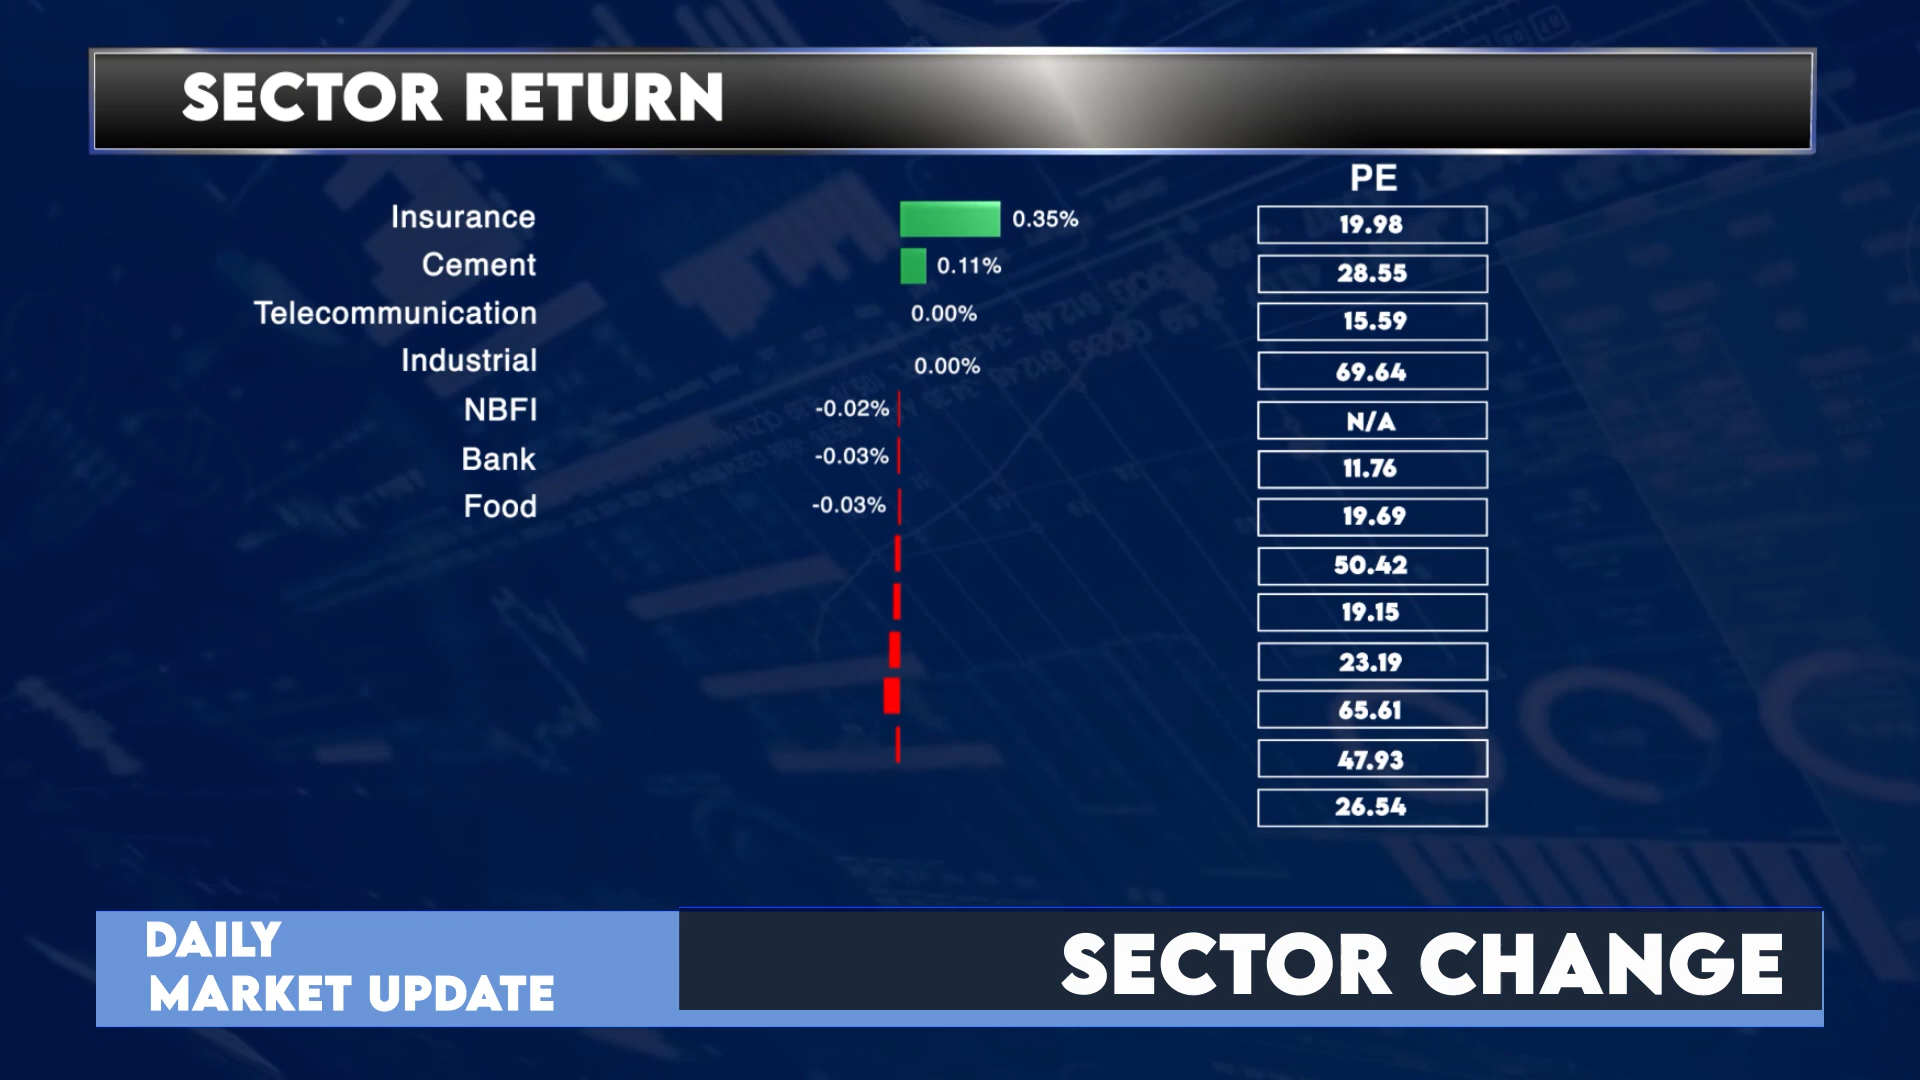 SECTOR RETURN
PE
Insurance 0.35% 19.98
Cement 0.11% 28.55
Telecommunication 0.00% 15.59
Industrial 0.00% 69.64
NBFI -0.02% N/A
Bank -0.03% 11.76
Food -0.03% 19.69
50.42
19.15
23.19
65.61
47.93
26.54
DAILY
MARKET UPDATE
SECTOR CHANGE